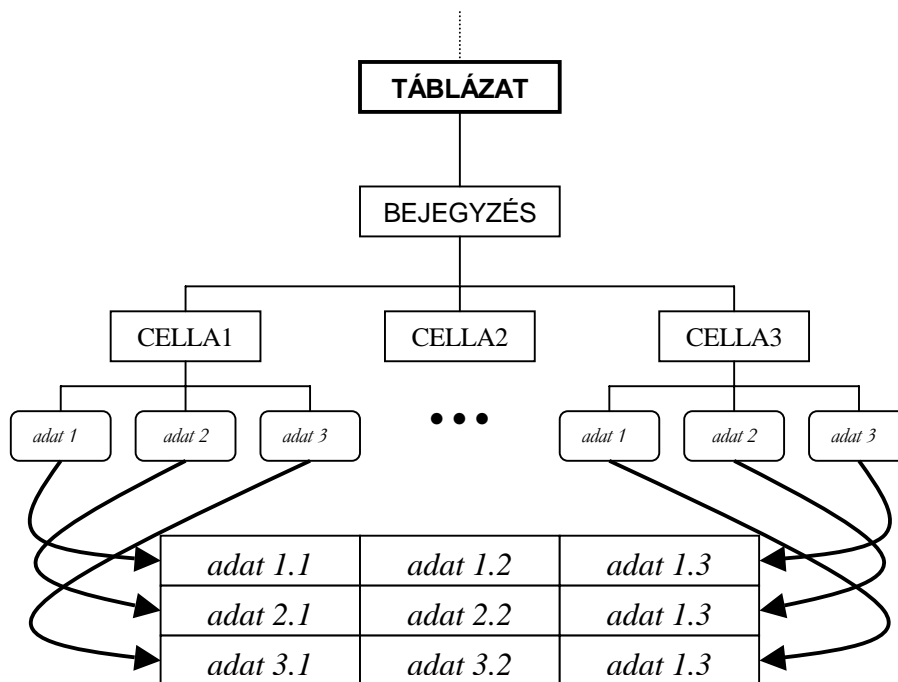 TÁBLÁZAT
BEJEGYZÉS
CELLA1 CELLA2 CELLA3
adat 1 adat 2 adat 3 adat 1 adat 2 adat 3
adat 1.1 adat 1.2 adat 1.3
adat 2.1 adat 2.2 adat 1.3
adat 3.1 adat 3.2 adat 1.3